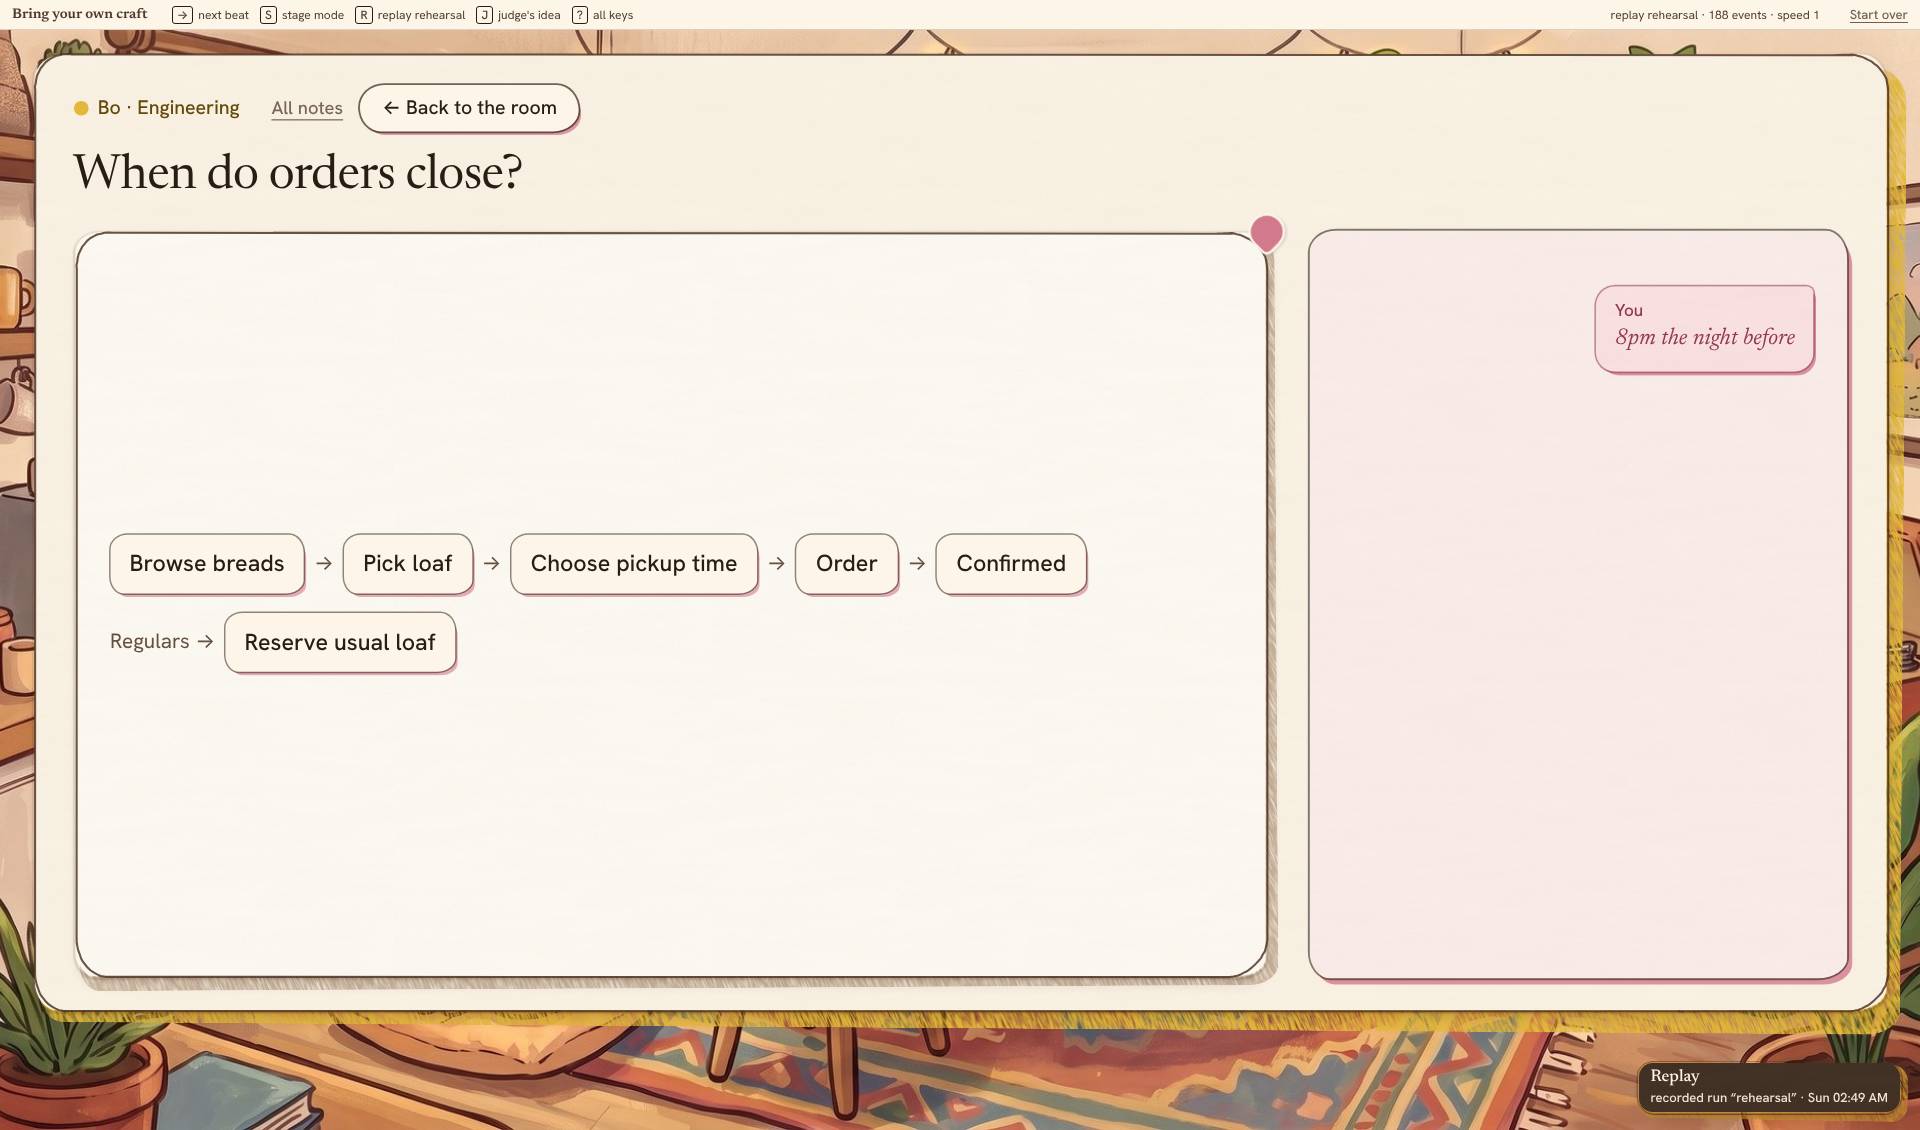 Bring your own craft → next beat S stage mode R replay rehearsal J judge's idea ? all keys replay rehearsal · 188 events · speed 1 Start over
Bo · Engineering All notes ← Back to the room
When do orders close?
You
8pm the night before
Browse breads → Pick loaf → Choose pickup time → Order → Confirmed
Regulars → Reserve usual loaf
Replay
recorded run “rehearsal” · Sun 02:49 AM